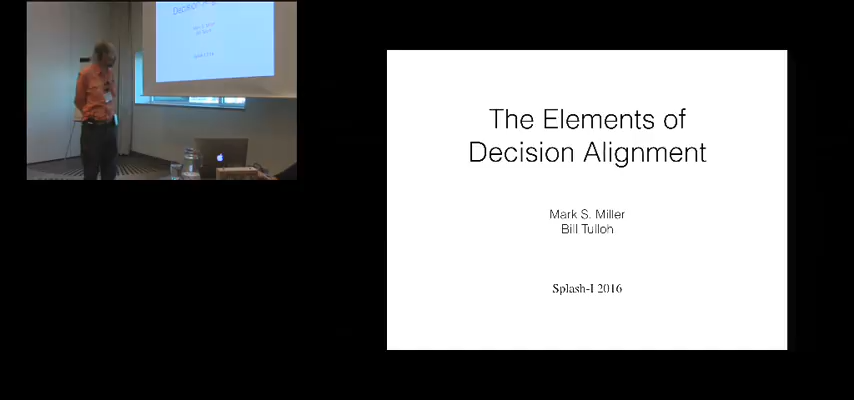 The Elements of
Decision Alignment
Mark S. Miller
Bill Tulloh
Splash-I 2016